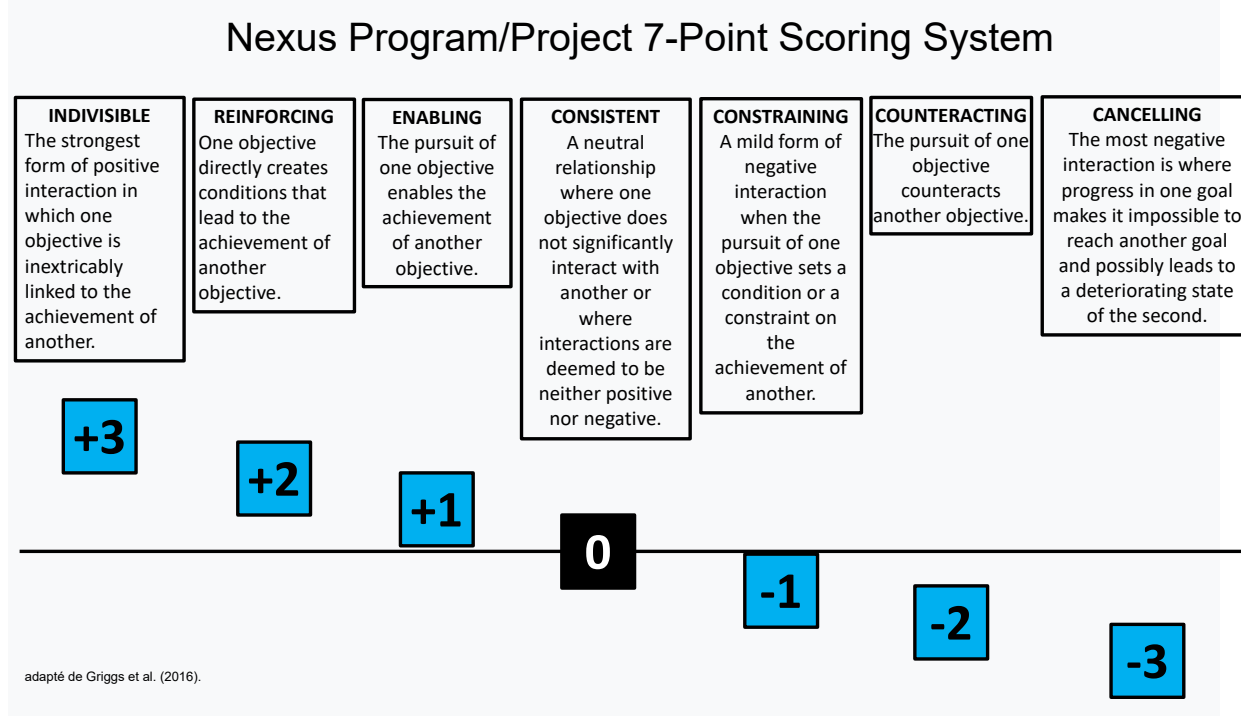 Nexus Program/Project 7-Point Scoring System
INDIVISIBLE
The strongest
form of positive
interaction in
which one
objective is
inextricably
linked to the
achievement of
another.
REINFORCING
One objective
directly creates
conditions that
lead to the
achievement of
another
objective.
ENABLING
The pursuit of
one objective
enables the
achievement
of another
objective.
CONSISTENT
A neutral
relationship
where one
objective does
not significantly
interact with
another or
where
interactions are
deemed to be
neither positive
nor negative.
CONSTRAINING
A mild form of
negative
interaction
when the
pursuit of one
objective sets a
condition or a
constraint on
the
achievement of
another.
COUNTERACTING
The pursuit of one
objective
counteracts
another objective.
CANCELLING
The most negative
interaction is where
progress in one goal
makes it impossible to
reach another goal
and possibly leads to
a deteriorating state
of the second.
+3
+2
+1
0
-1
-2
-3
adapté de Griggs et al. (2016).